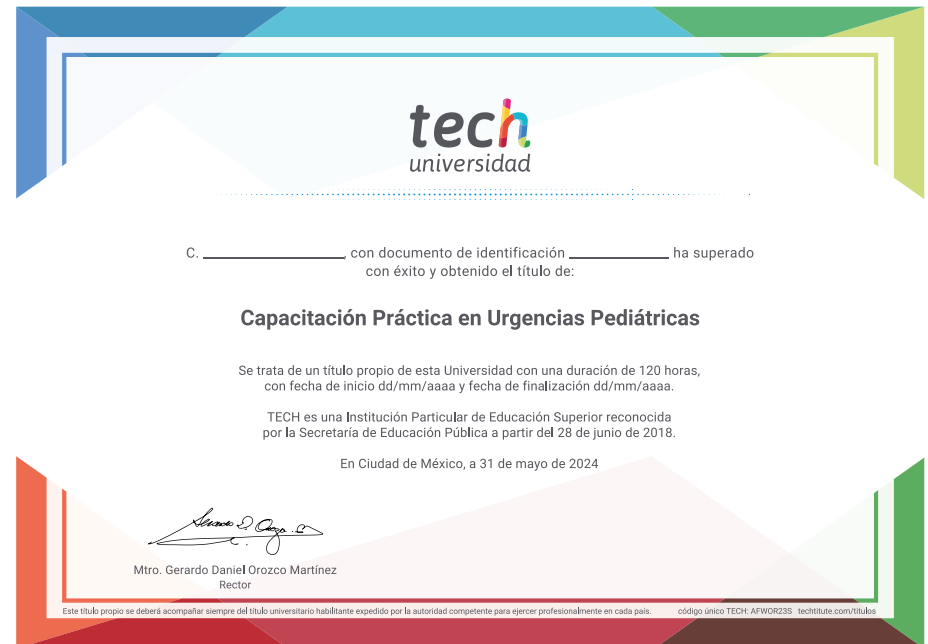 tech
universidad
C. ____________, con documento de identificación ____________ ha superado
con éxito y obtenido el título de:
Capacitación Práctica en Urgencias Pediátricas
Se trata de un título propio de esta Universidad con una duración de 120 horas,
con fecha de inicio dd/mm/aaaa y fecha de finalización dd/mm/aaaa.
TECH es una Institución Particular de Educación Superior reconocida
por la Secretaría de Educación Pública a partir del 28 de junio de 2018.
En Ciudad de México, a 31 de mayo de 2024
Mtro. Gerardo Daniel Orozco Martínez
Rector
Este título propio se deberá acompañar siempre del título universitario habilitante expedido por la autoridad competente para ejercer profesionalmente en cada país. código único TECH: AFWOR23S techtitute.com/titulos